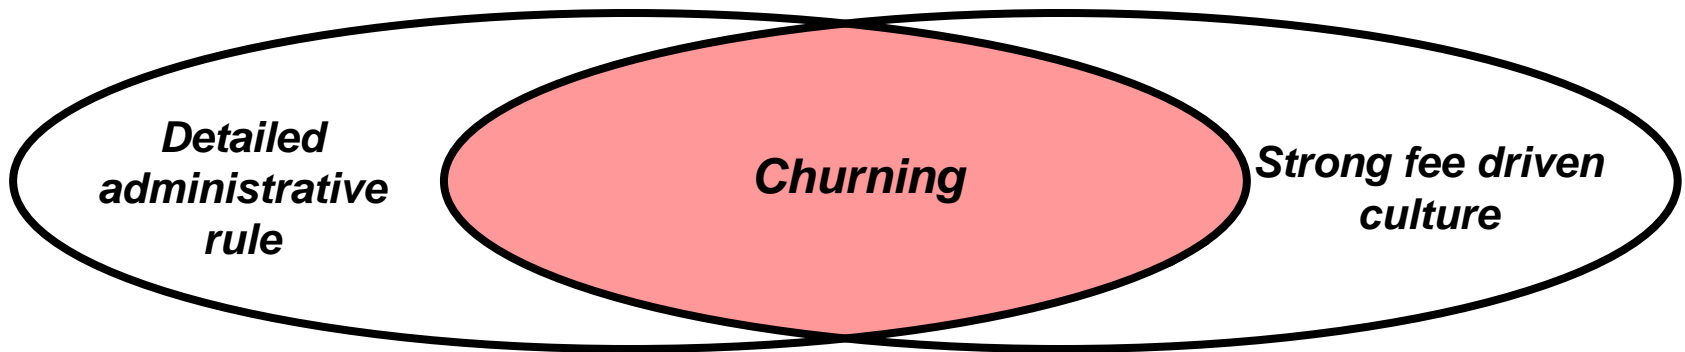 Detailed
administrative
rule
Churning
Strong fee driven
culture